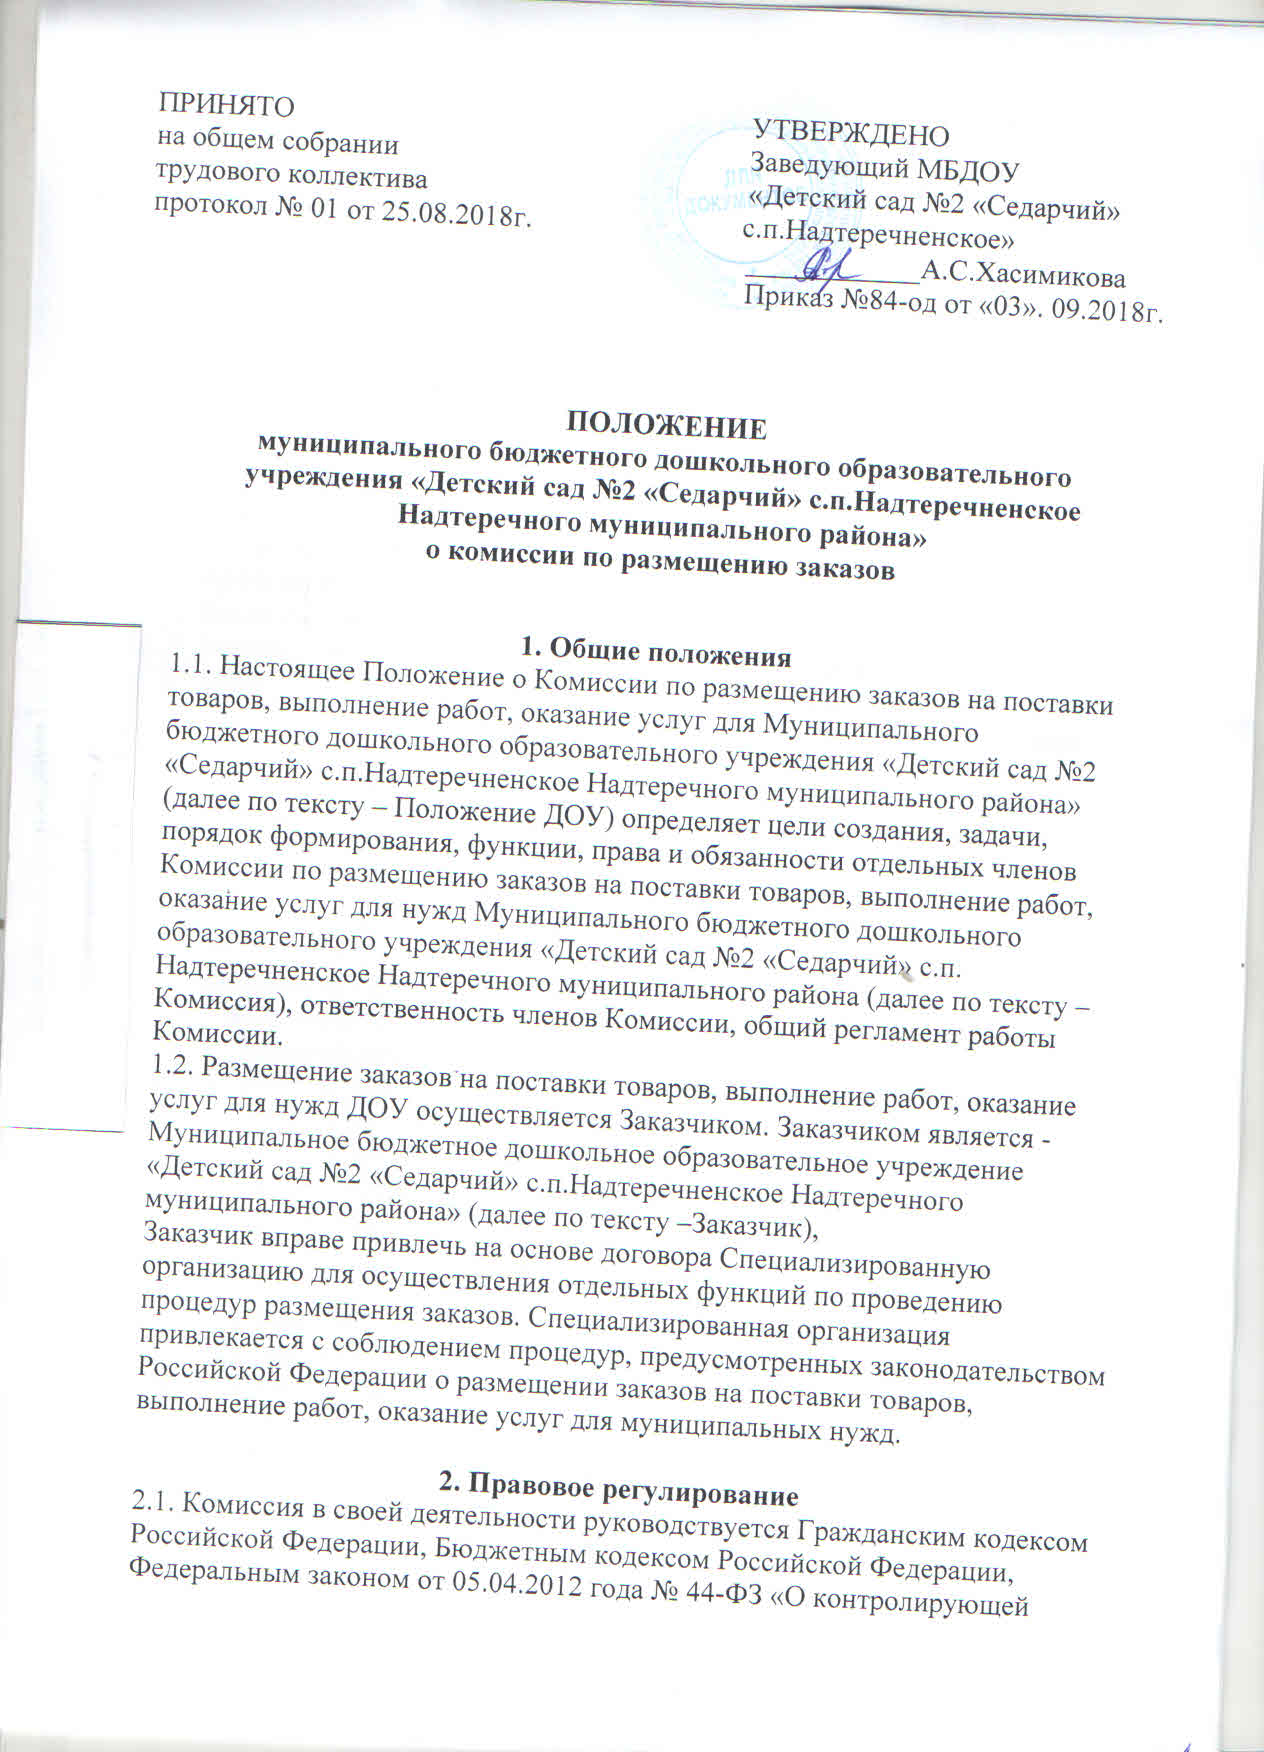 ПРИНЯТО
на общем собрании
трудового коллектива
протокол № 01 от 25.08.2018г.
УТВЕРЖДЕНО
Заведующий МБДОУ
«Детский сад №2 «Седарчий»
с.п.Надтеречненское»
А.С.Хасимикова
Приказ №84-од от «03». 09.2018г.
ДЛЯ
ДОКУМЕНТОВ
ПОЛОЖЕНИЕ
муниципального бюджетного дошкольного образовательного
учреждения «Детский сад №2 «Седарчий» с.п.Надтеречненское
Надтеречного муниципального района»
о комиссии по размещению заказов
1. Общие положения
1.1. Настоящее Положение о Комиссии по размещению заказов на поставки
товаров, выполнение работ, оказание услуг для Муниципального
бюджетного дошкольного образовательного учреждения «Детский сад №2
«Седарчий» с.п.Надтеречненское Надтеречного муниципального района»
(далее по тексту – Положение ДОУ) определяет цели создания, задачи,
порядок формирования, функции, права и обязанности отдельных членов
Комиссии по размещению заказов на поставки товаров, выполнение работ,
оказание услуг для нужд Муниципального бюджетного дошкольного
образовательного учреждения «Детский сад №2 «Седарчий» с.п.
Надтеречненское Надтеречного муниципального района (далее по тексту –
Комиссия), ответственность членов Комиссии, общий регламент работы
Комиссии.
1.2. Размещение заказов на поставки товаров, выполнение работ, оказание
услуг для нужд ДОУ осуществляется Заказчиком. Заказчиком является -
Муниципальное бюджетное дошкольное образовательное учреждение
«Детский сад №2 «Седарчий» с.п.Надтеречненское Надтеречного
муниципального района» (далее по тексту –Заказчик),
Заказчик вправе привлечь на основе договора Специализированную
организацию для осуществления отдельных функций по проведению
процедур размещения заказов. Специализированная организация
привлекается с соблюдением процедур, предусмотренных законодательством
Российской Федерации о размещении заказов на поставки товаров,
выполнение работ, оказание услуг для муниципальных нужд.
2. Правовое регулирование
2.1. Комиссия в своей деятельности руководствуется Гражданским кодексом
Российской Федерации, Бюджетным кодексом Российской Федерации,
Федеральным законом от 05.04.2012 года № 44-ФЗ «О контролирующей